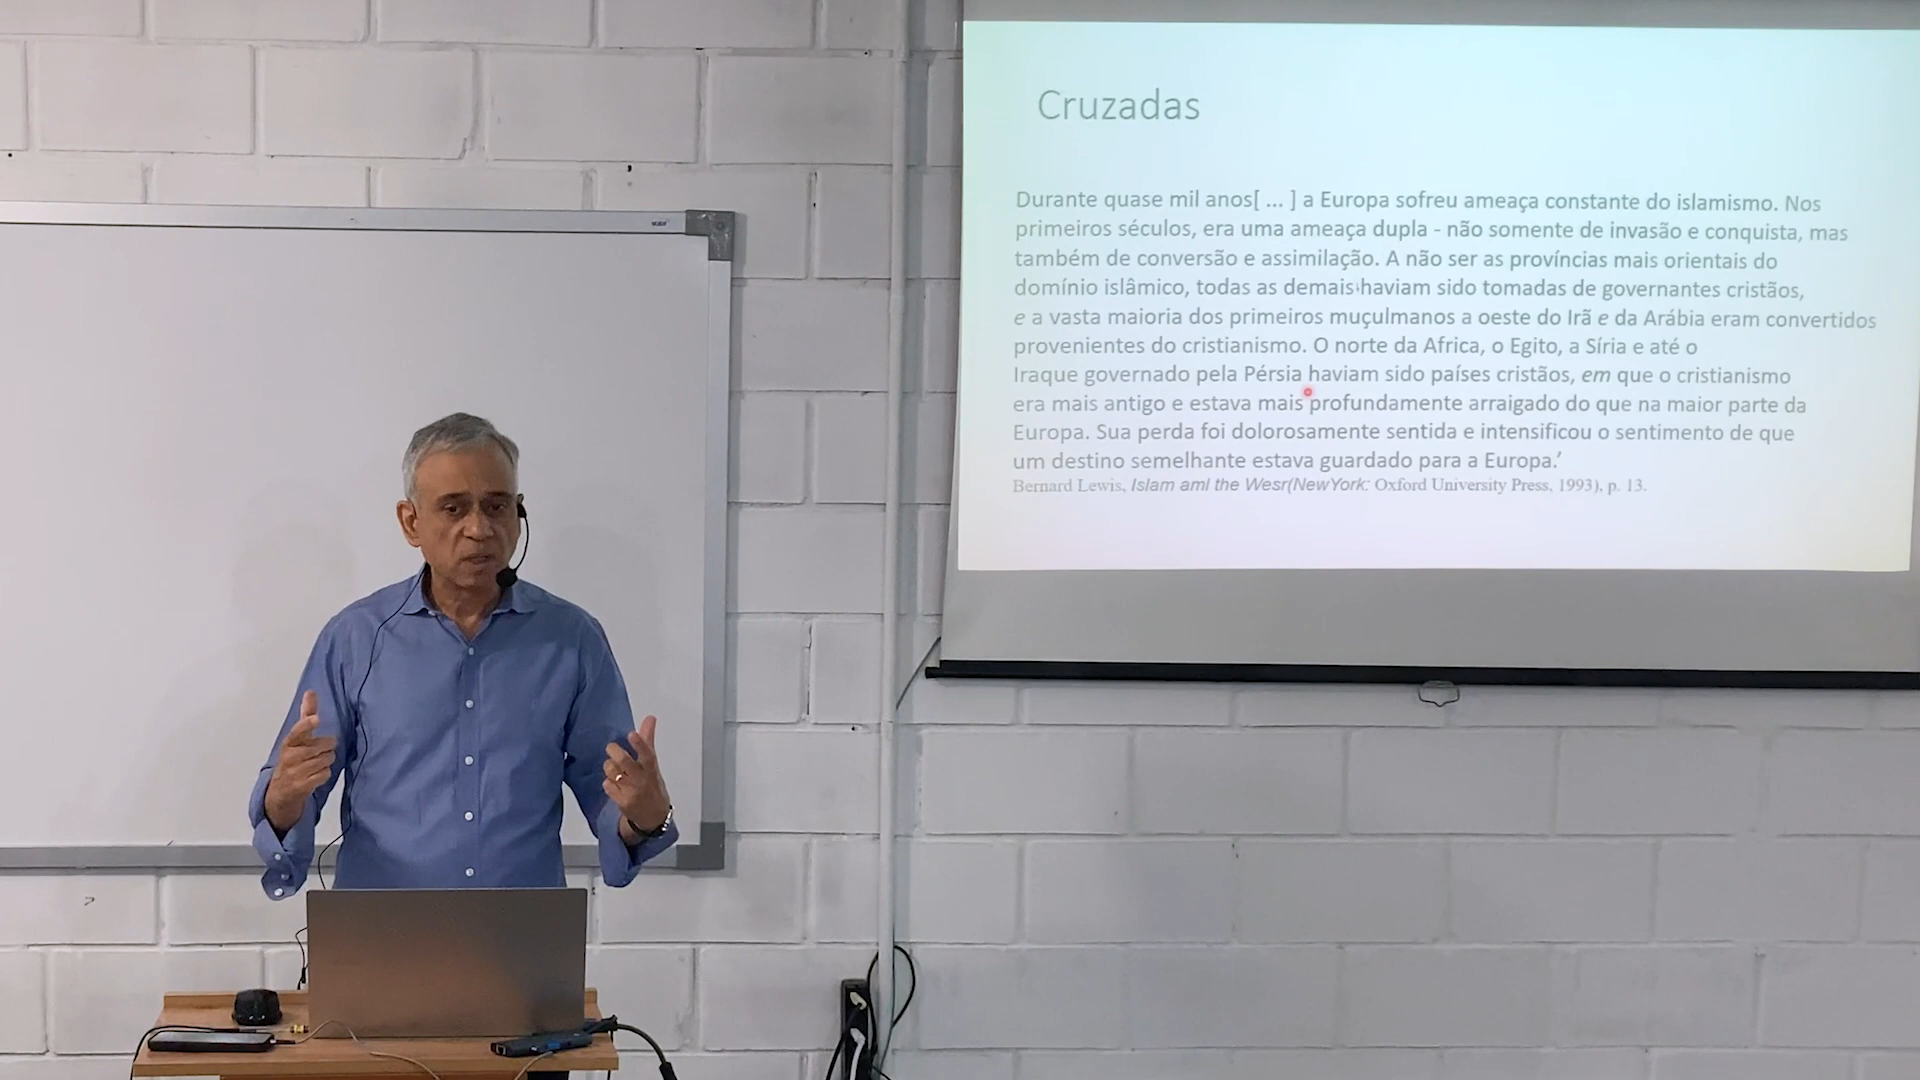 Cruzadas
Durante quase mil anos[ ... ] a Europa sofreu ameaça constante do islamismo. Nos
primeiros séculos, era uma ameaça dupla - não somente de invasão e conquista, mas
também de conversão e assimilação. A não ser as províncias mais orientais do
domínio islâmico, todas as demais haviam sido tomadas de governantes cristãos,
e a vasta maioria dos primeiros muçulmanos a oeste do Irã e da Arábia eram convertidos
provenientes do cristianismo. O norte da Africa, o Egito, a Síria e até o
Iraque governado pela Pérsia haviam sido países cristãos, em que o cristianismo
era mais antigo e estava mais profundamente arraigado do que na maior parte da
Europa. Sua perda foi dolorosamente sentida e intensificou o sentimento de que
um destino semelhante estava guardado para a Europa.’
Bernard Lewis, Islam aml the Wesr(NewYork: Oxford University Press, 1993), p. 13.